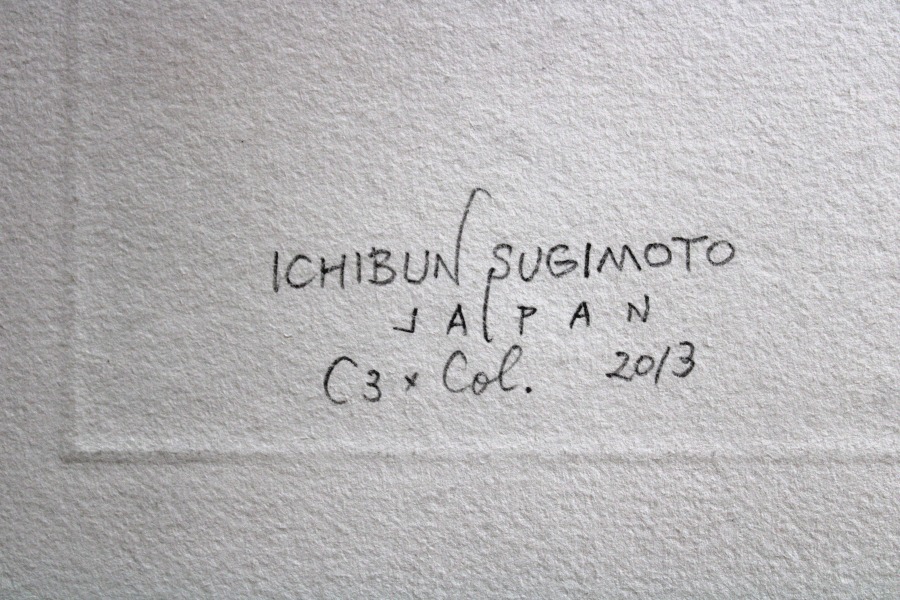 ICHIBUN SUGIMOTO
JAPAN
C3 x Col. 2013